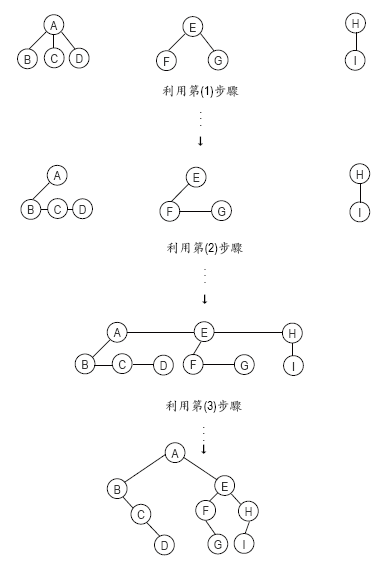 A E H
B C D F G I
利用第(1)步驟
A E H
B C D F G I
利用第(2)步驟
A E H
B C D F G I
利用第(3)步驟
A
B E
C F H
D G I